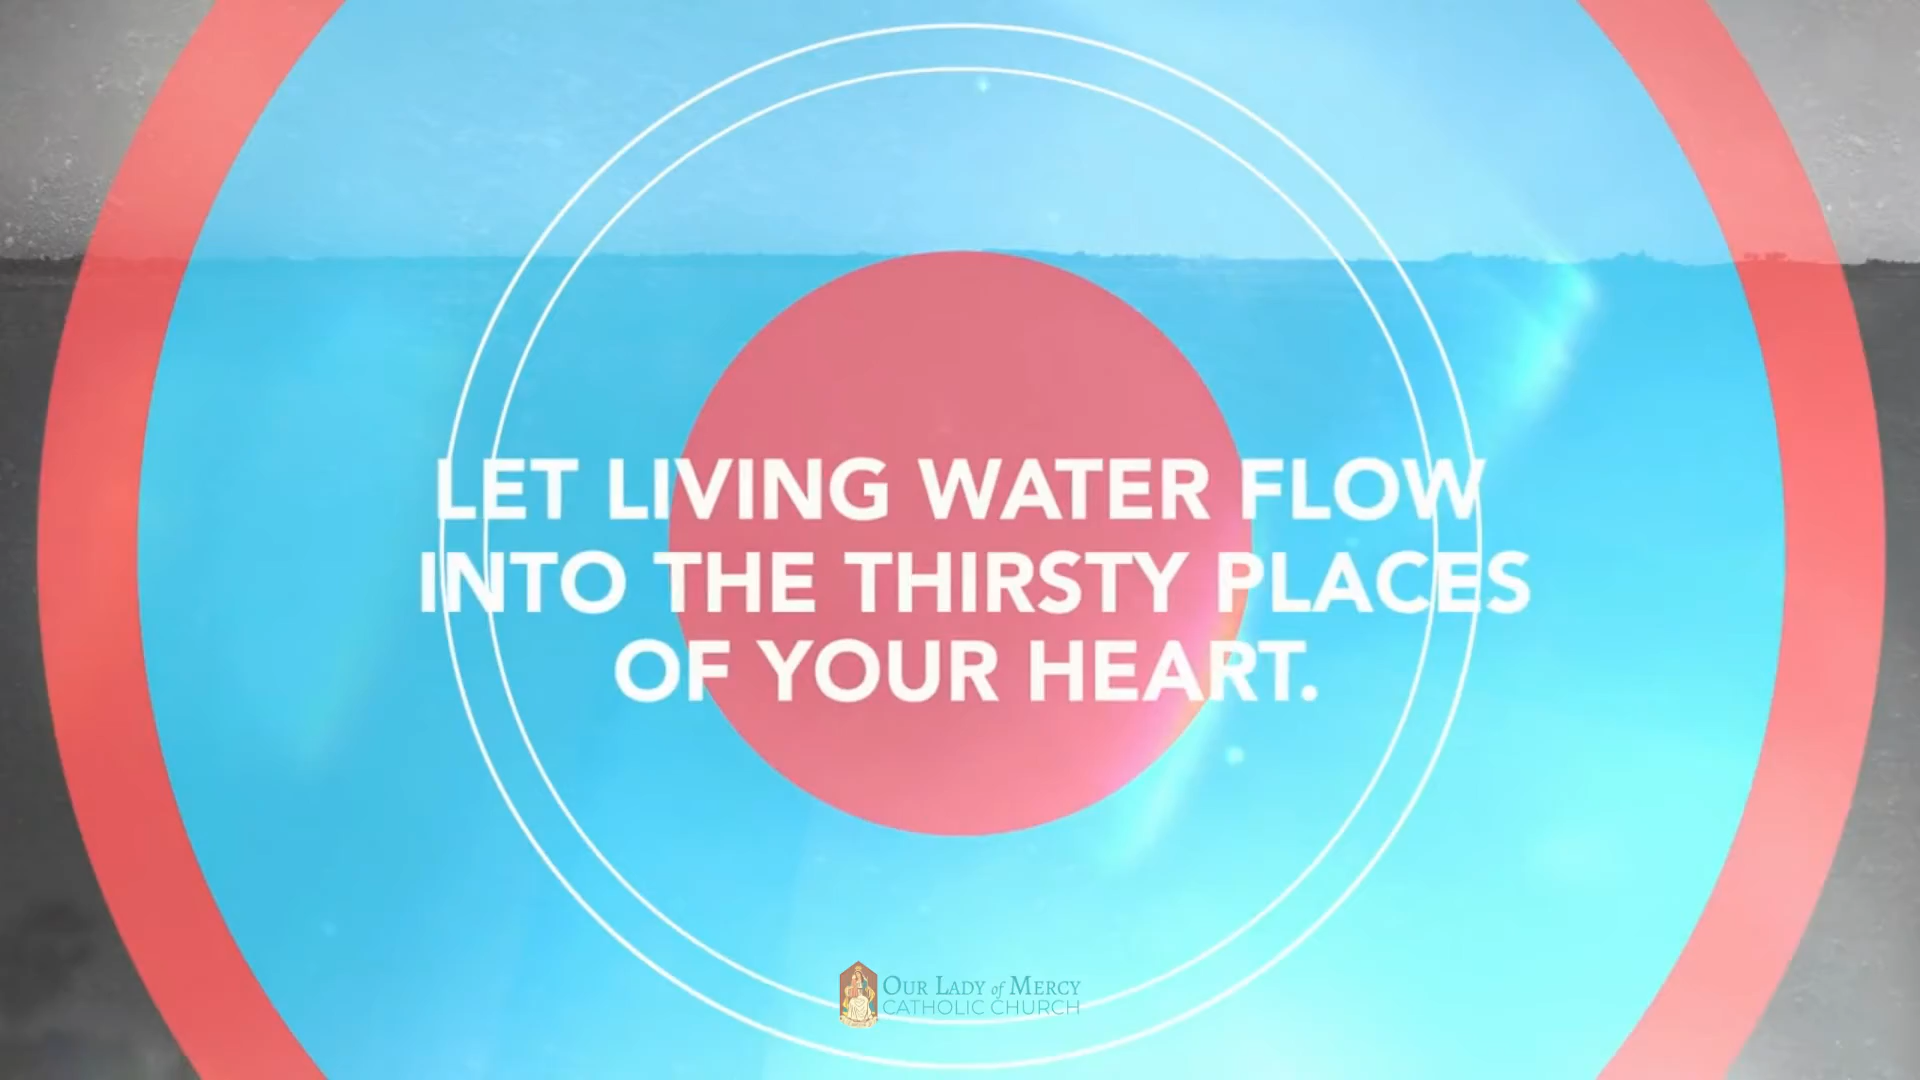 LET LIVING WATER FLOW
INTO THE THIRSTY PLACES
OF YOUR HEART.
OUR LADY of MERCY
CATHOLIC CHURCH